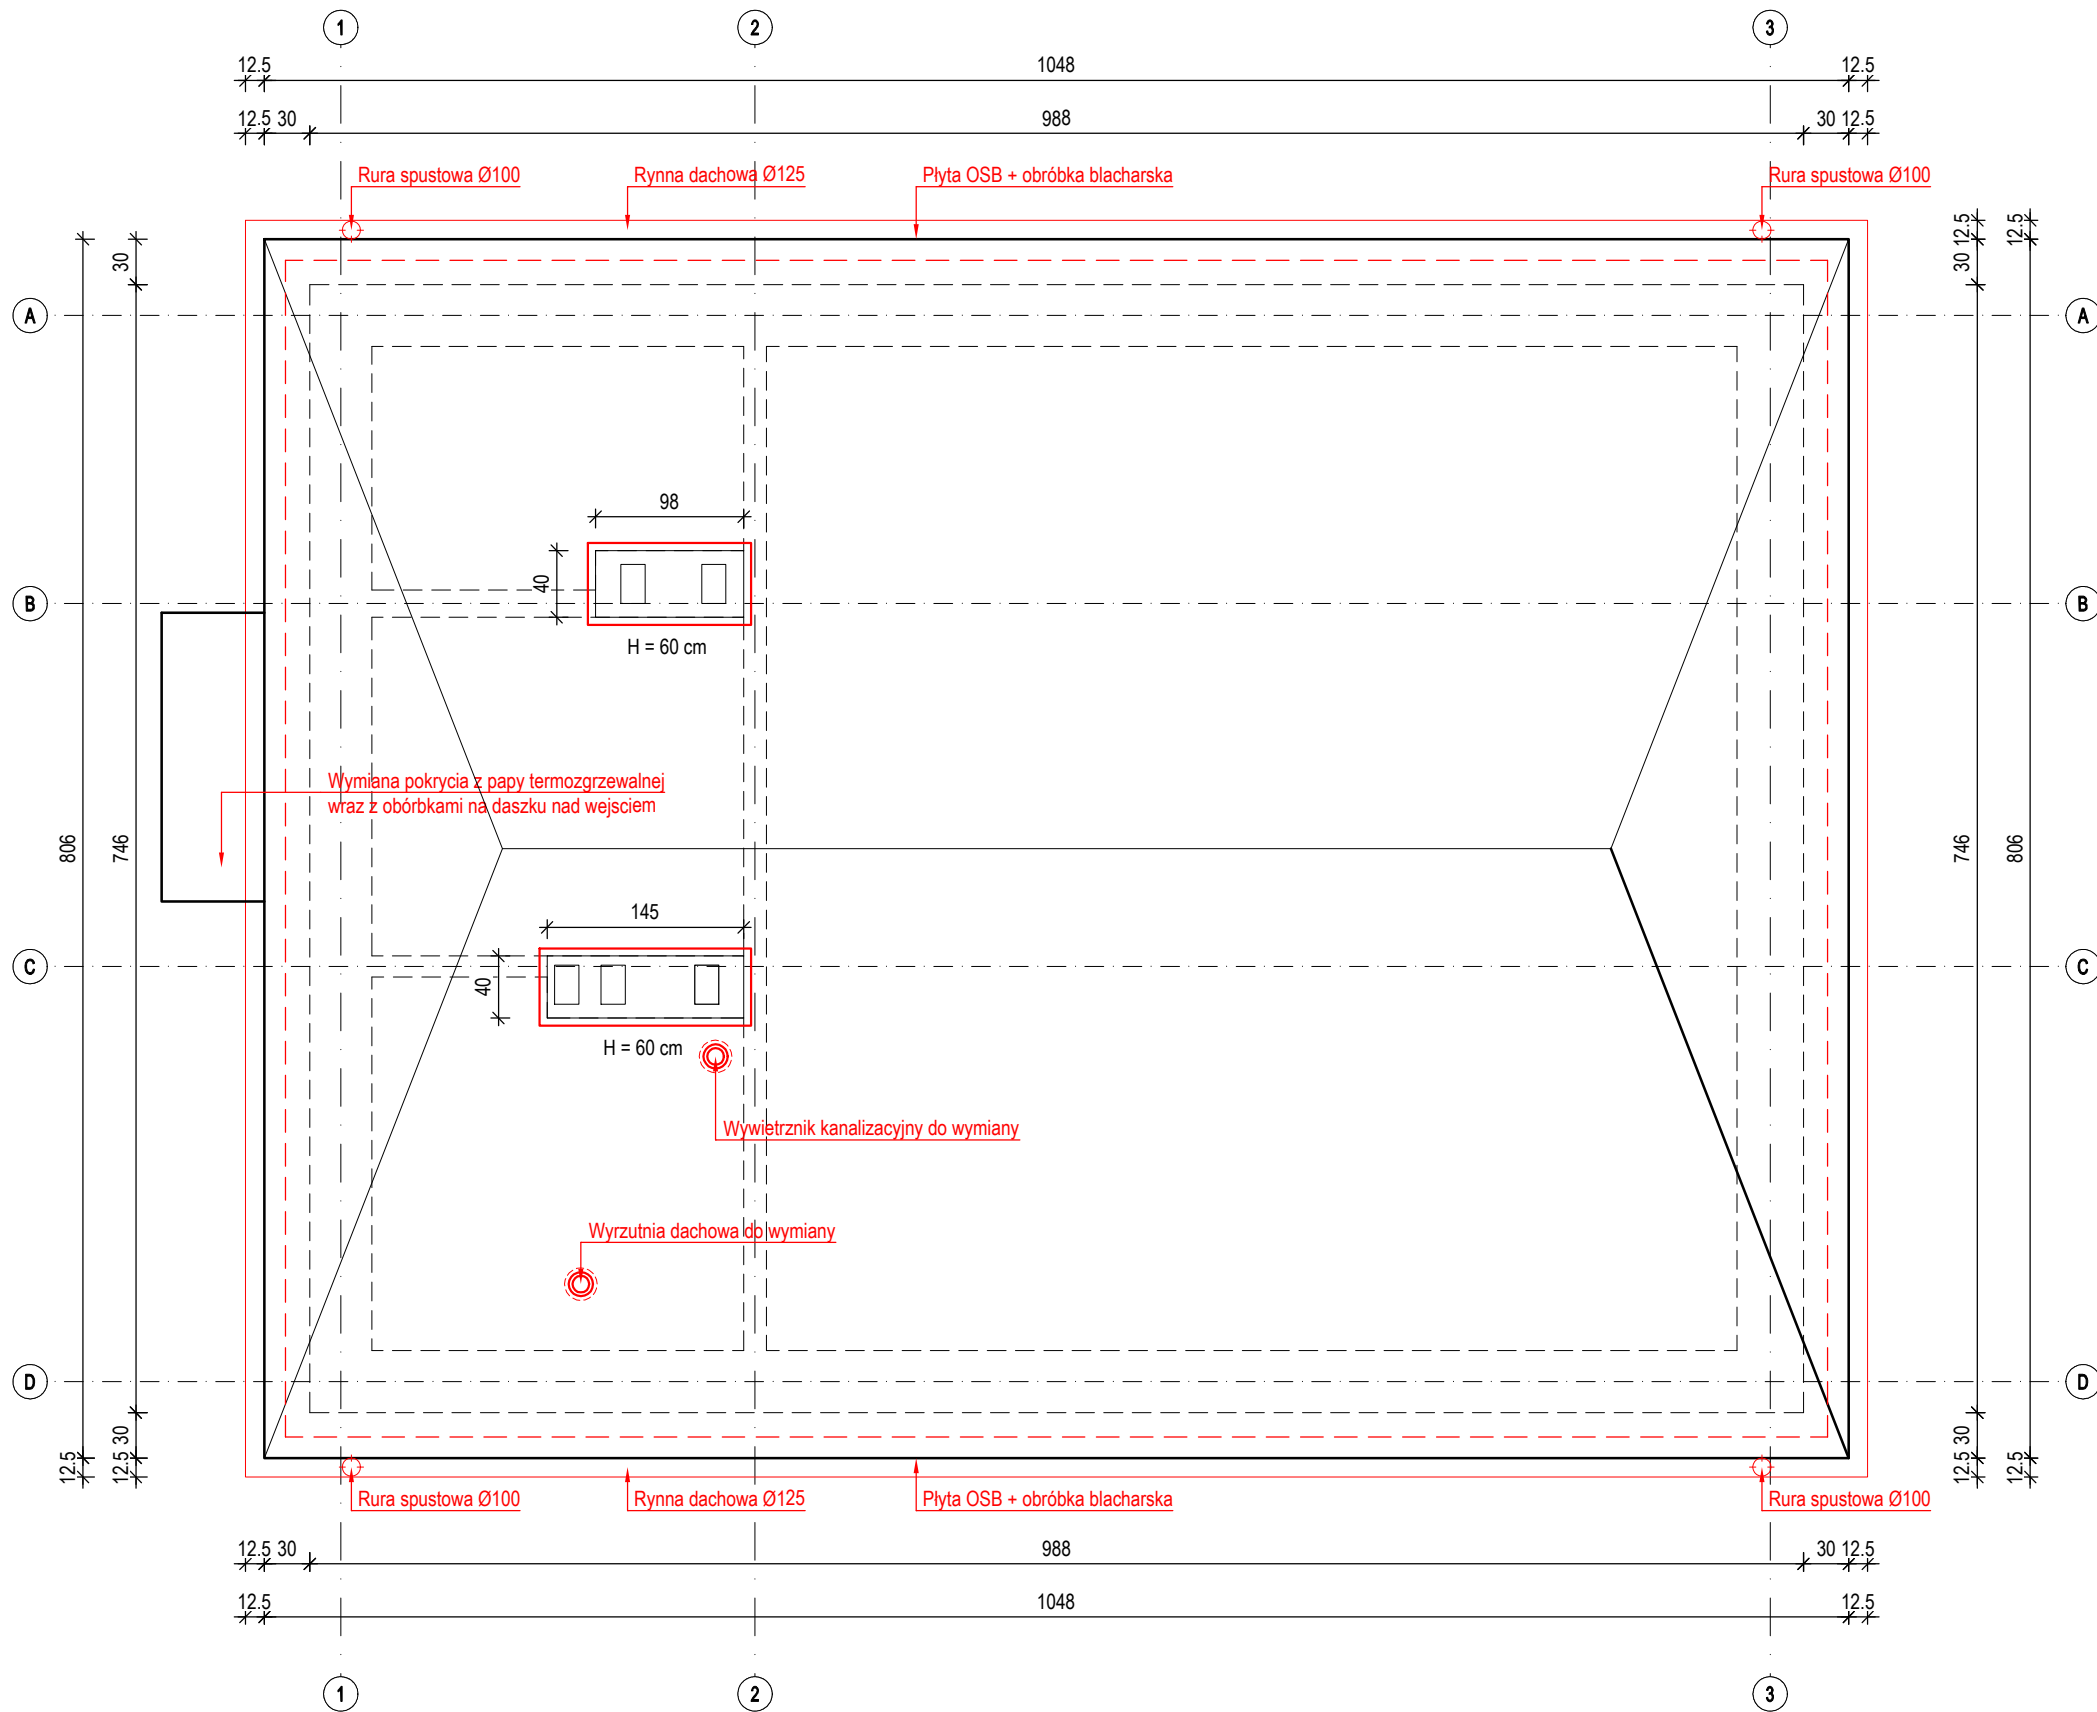 1 2 3
12.5 1048 12.5
12.5 30 988 30 12.5
Rura spustowa Ø100 Rynna dachowa Ø125 Płyta OSB + obróbka blacharska Rura spustowa Ø100
30 12.5 30 12.5
A A
98
40
B B
H = 60 cm
Wymiana pokrycia z papy termozgrzewalnej
wraz z obórbkami na daszku nad wejsciem
806 746 746 806
145
C C
40
H = 60 cm
Wywietrznik kanalizacyjny do wymiany
Wyrzutnia dachowa do wymiany
D D
12.5 12.5 30 12.5 30 12.5
Rura spustowa Ø100 Rynna dachowa Ø125 Płyta OSB + obróbka blacharska Rura spustowa Ø100
12.5 30 988 30 12.5
12.5 1048 12.5
1 2 3